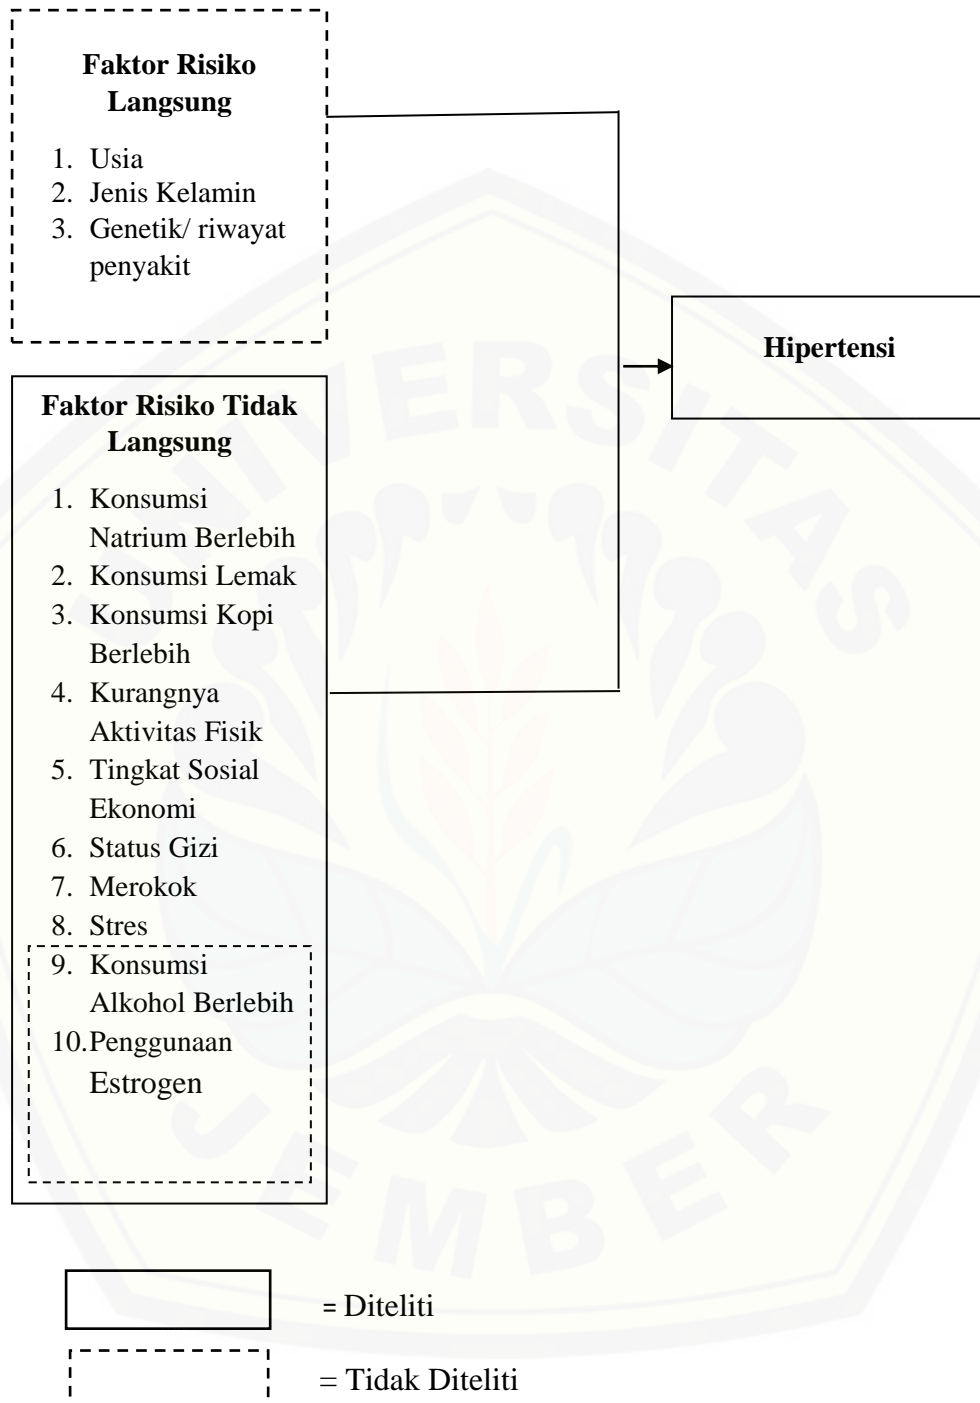 Faktor Risiko
Langsung
1. Usia
2. Jenis Kelamin
3. Genetik/ riwayat
penyakit
Hipertensi
Faktor Risiko Tidak
Langsung
1. Konsumsi
Natrium Berlebih
2. Konsumsi Lemak
3. Konsumsi Kopi
Berlebih
4. Kurangnya
Aktivitas Fisik
5. Tingkat Sosial
Ekonomi
6. Status Gizi
7. Merokok
8. Stres
9. Konsumsi
Alkohol Berlebih
10.Penggunaan
Estrogen
= Diteliti
= Tidak Diteliti
UNIVERSITAS
JEMBER